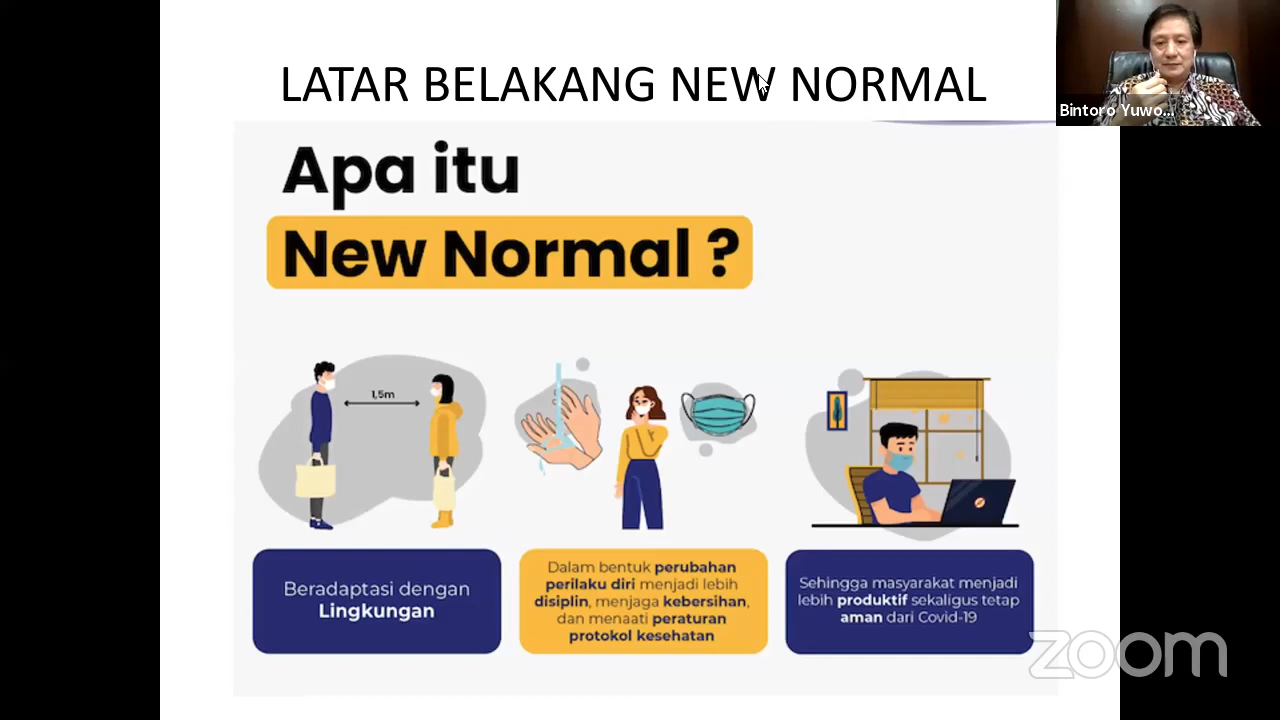 LATAR BELAKANG NEW NORMAL
Bintoro Yuwo...
Apa itu
New Normal ?
1,5m
Beradaptasi dengan
Lingkungan
Dalam bentuk perubahan
perilaku diri menjadi lebih
disiplin, menjaga kebersihan,
dan menaati peraturan
protokol kesehatan
Sehingga masyarakat menjadi
lebih produktif sekaligus tetap
aman dari Covid-19
zoom